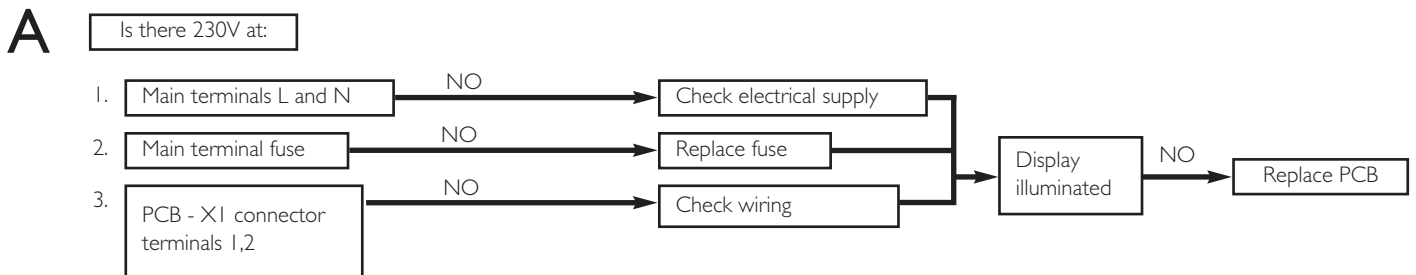 A
Is there 230V at:
1. Main terminals L and N
NO
Check electrical supply
2. Main terminal fuse
NO
Replace fuse
3. PCB - X1 connector
terminals 1,2
NO
Check wiring
Display
illuminated
NO
Replace PCB